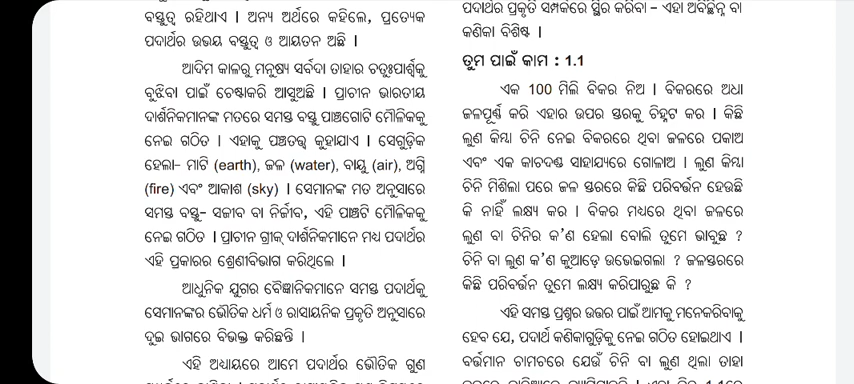 ବସ୍ତୁତ୍ୱ ରହିଥାଏ । ଅନ୍ୟ ଅର୍ଥରେ କହିଲେ, ପ୍ରତ୍ୟେକ
ପଦାର୍ଥର ଉଭୟ ବସ୍ତୁତ୍ୱ ଓ ଆୟତନ ଅଛି ।
ଆଦିମ କାଳରୁ ମନୁଷ୍ୟ ସର୍ବଦା ତାହାର ଚତୁଃପାର୍ଶ୍ୱକୁ
ବୁଝିବା ପାଇଁ ଚେଷ୍ଟାକରି ଆସୁଅଛି । ପ୍ରାଚୀନ ଭାରତୀୟ
ଦାର୍ଶନିକମାନଙ୍କ ମତରେ ସମସ୍ତ ବସ୍ତୁ ପାଞ୍ଚଗୋଟି ମୌଳିକକୁ
ନେଇ ଗଠିତ । ଏହାକୁ ପଞ୍ଚତତ୍ତ୍ୱ କୁହାଯାଏ । ସେଗୁଡ଼ିକ
ହେଲା- ମାଟି (earth), ଜଳ (water), ବାୟୁ (air), ଅଗ୍ନି
(fire) ଏବଂ ଆକାଶ (sky) । ସେମାନଙ୍କ ମତ ଅନୁସାରେ
ସମସ୍ତ ବସ୍ତୁ- ସଜୀବ ବା ନିର୍ଜୀବ, ଏହି ପାଞ୍ଚଟି ମୌଳିକକୁ
ନେଇ ଗଠିତ । ପ୍ରାଚୀନ ଗ୍ରୀକ୍ ଦାର୍ଶନିକମାନେ ମଧ୍ୟ ପଦାର୍ଥର
ଏହି ପ୍ରକାରର ଶ୍ରେଣୀବିଭାଗ କରିଥିଲେ ।
ଆଧୁନିକ ଯୁଗର ବୈଜ୍ଞାନିକମାନେ ସମସ୍ତ ପଦାର୍ଥକୁ
ସେମାନଙ୍କର ଭୌତିକ ଧର୍ମ ଓ ରାସାୟନିକ ପ୍ରକୃତି ଅନୁସାରେ
ଦୁଇ ଭାଗରେ ବିଭକ୍ତ କରିଛନ୍ତି ।
ଏହି ଅଧ୍ୟାୟରେ ଆମେ ପଦାର୍ଥର ଭୌତିକ ଗୁଣ
ପଦାର୍ଥର ପ୍ରକୃତି ସମ୍ପର୍କରେ ସ୍ଥିର କରିବା – ଏହା ଅବିଚ୍ଛିନ୍ନ ବା
କଣିକା ବିଶିଷ୍ଟ ।
ତୁମ ପାଇଁ କାମ : 1.1
ଏକ 100 ମିଲି ବିକର ନିଅ । ବିକରରେ ଅଧା
ଜଳପୂର୍ଣ୍ଣ କରି ଏହାର ଉପର ସ୍ତରକୁ ଚିହ୍ନଟ କର । କିଛି
ଲୁଣ କିମ୍ବା ଚିନି ନେଇ ବିକରରେ ଥିବା ଜଳରେ ପକାଅ
ଏବଂ ଏକ କାଚଦଣ୍ଡ ସାହାଯ୍ୟରେ ଗୋଳାଅ । ଲୁଣ କିମ୍ବା
ଚିନି ମିଶିଲା ପରେ ଜଳ ସ୍ତରରେ କିଛି ପରିବର୍ତ୍ତନ ହେଉଛି
କି ନାହିଁ ଲକ୍ଷ୍ୟ କର । ବିକର ମଧ୍ୟରେ ଥିବା ଜଳରେ
ଲୁଣ ବା ଚିନିର କ’ଣ ହେଲା ବୋଲି ତୁମେ ଭାବୁଛ ?
ଚିନି ବା ଲୁଣ କ’ଣ କୁଆଡ଼େ ଉଭେଇଗଲା ? ଜଳସ୍ତରରେ
କିଛି ପରିବର୍ତ୍ତନ ତୁମେ ଲକ୍ଷ୍ୟ କରିପାରୁଛ କି ?
ଏହି ସମସ୍ତ ପ୍ରଶ୍ନର ଉତ୍ତର ପାଇଁ ଆମକୁ ମନେକରିବାକୁ
ହେବ ଯେ, ପଦାର୍ଥ କଣିକାଗୁଡ଼ିକୁ ନେଇ ଗଠିତ ହୋଇଥାଏ ।
ବର୍ତ୍ତମାନ ଚାମଚରେ ଯେଉଁ ଚିନି ବା ଲୁଣ ଥିଲା ତାହା